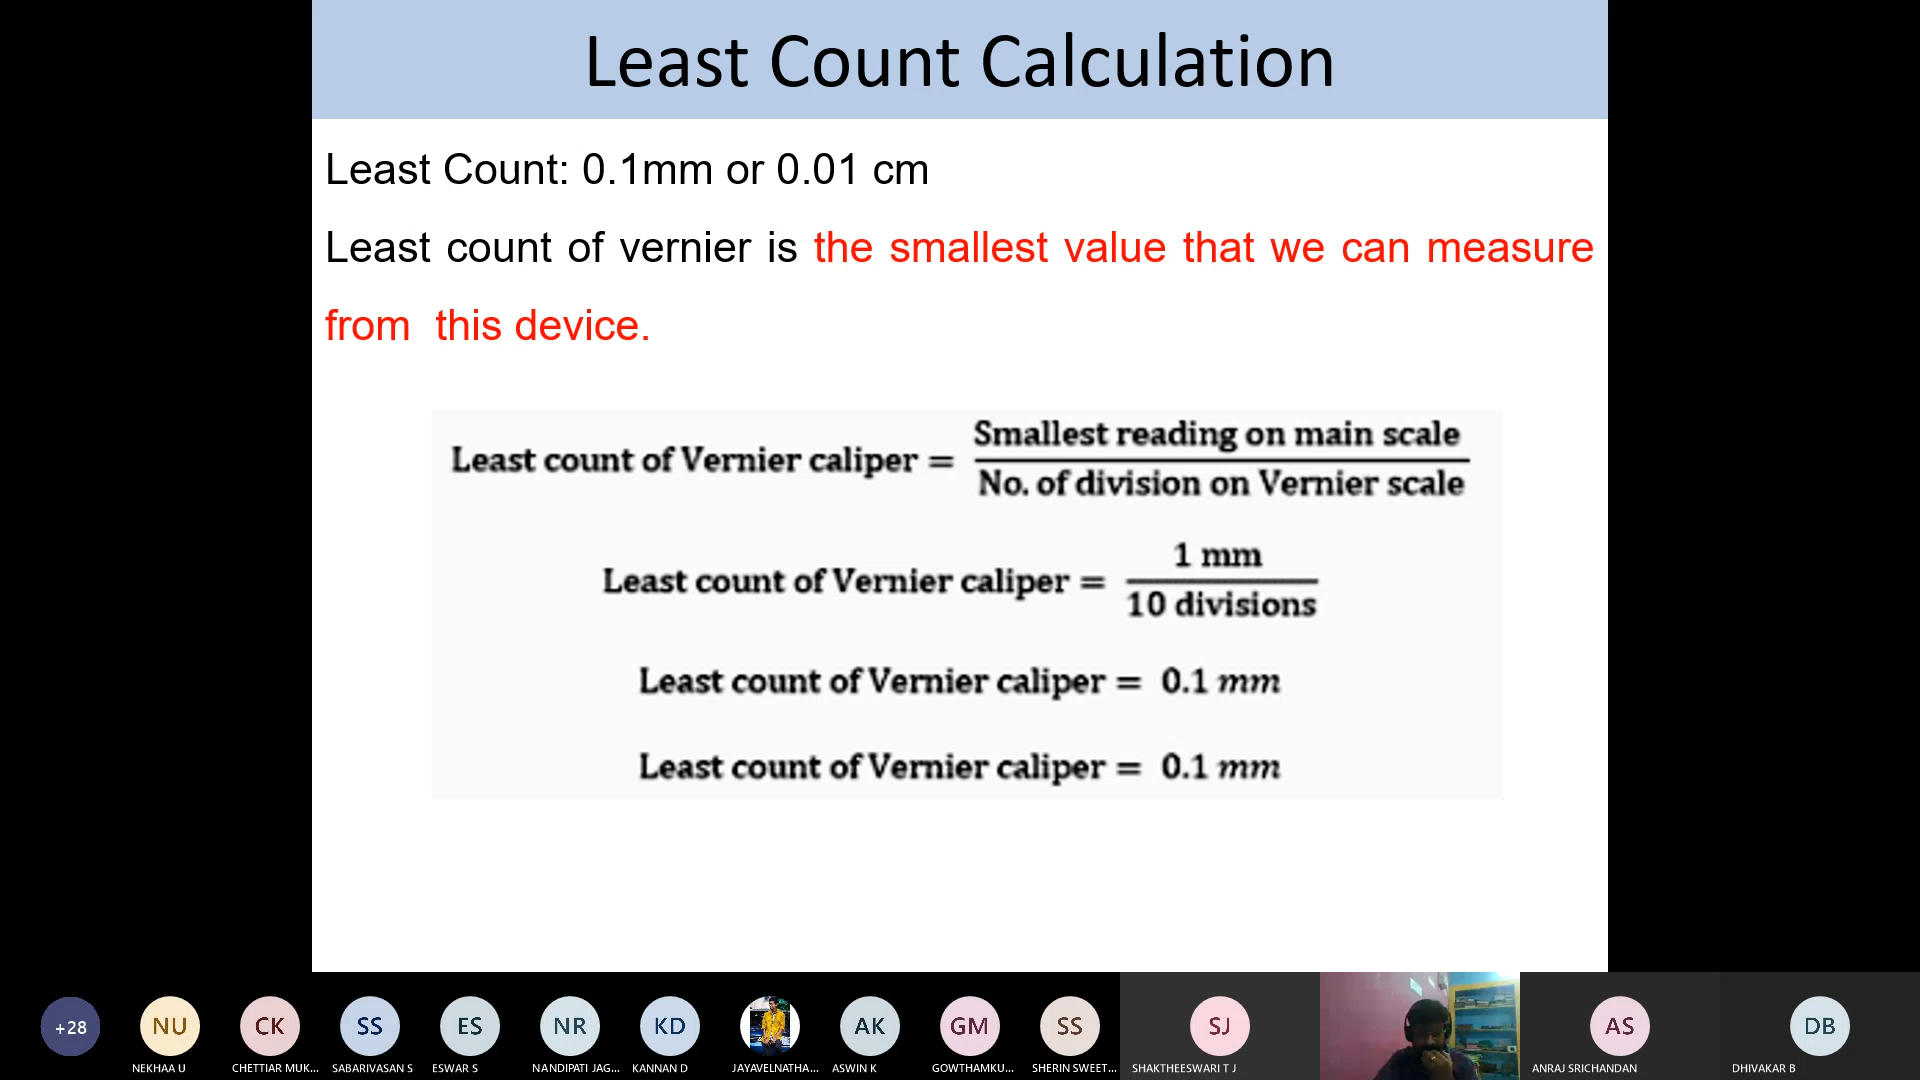 Least Count Calculation
Least Count: 0.1mm or 0.01 cm
Least count of vernier is the smallest value that we can measure
from this device.
Least count of Vernier caliper = Smallest reading on main scale
No. of division on Vernier scale
Least count of Vernier caliper = 1 mm
10 divisions
Least count of Vernier caliper = 0.1 mm
Least count of Vernier caliper = 0.1 mm
+28 NU CK SS ES NR KD AK GM SS SJ AS DB
NEKHAA U CHETTIAR MUK... SABARIVASAN S ESWAR S NANDIPATI JAG... KANNAN D JAYAVELNATHA... ASWIN K GOWTHAMKU... SHERIN SWEET... SHAKTHEESWARI T J ANRAJ SRICHANDAN DHIVAKAR B